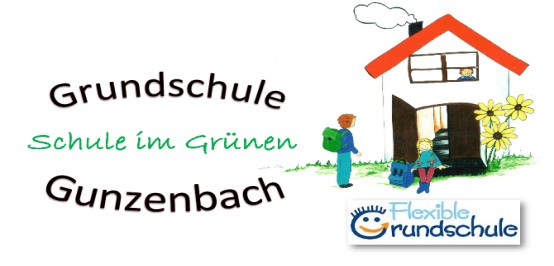 Grundschule
Schule im Grünen
Gunzenbach
Flexible
Grundschule